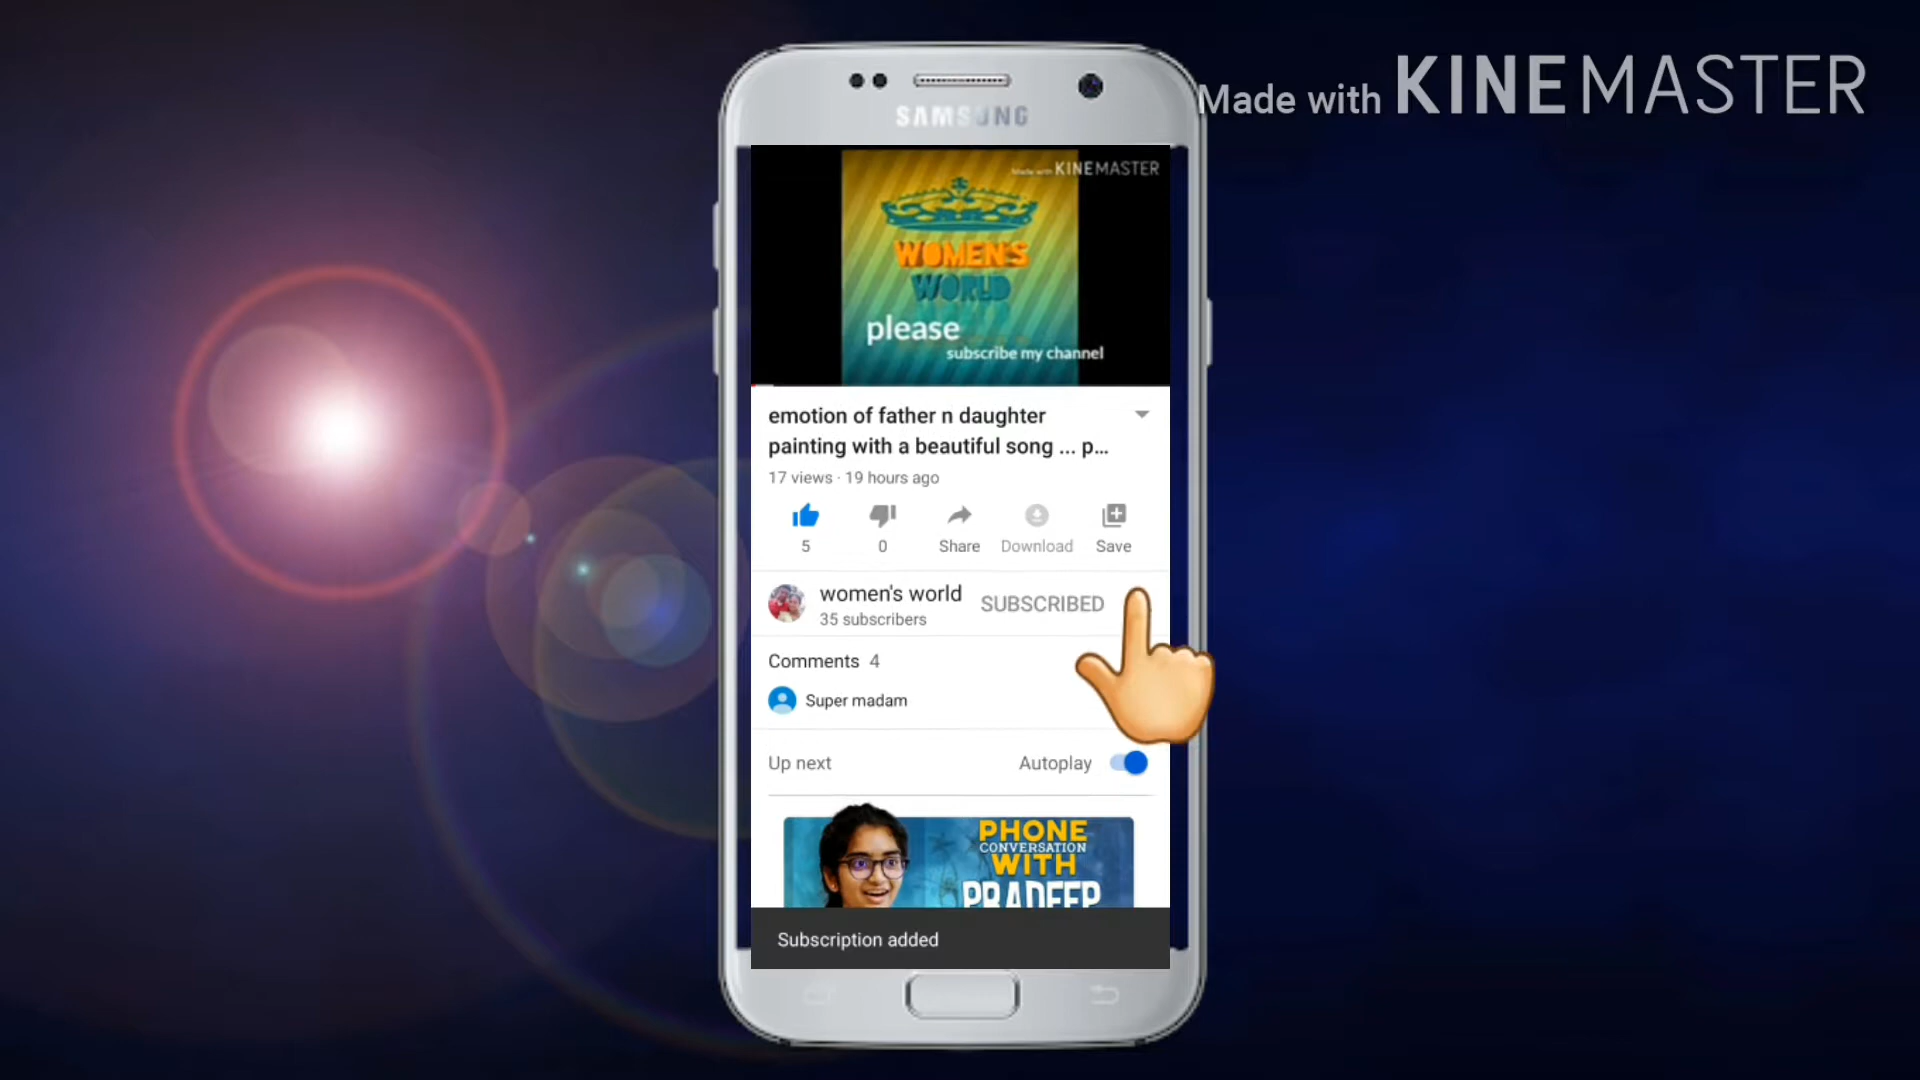 Made with KINEMASTER
SAMSUNG
Made with KINEMASTER
WOMEN'S
WORLD
please
subscribe my channel
emotion of father n daughter
painting with a beautiful song ... p...
17 views · 19 hours ago
5
0
Share
Download
Save
women's world
35 subscribers
SUBSCRIBED
Comments 4
Super madam
Up next
Autoplay
PHONE
CONVERSATION
WITH
PRADEEP
Subscription added